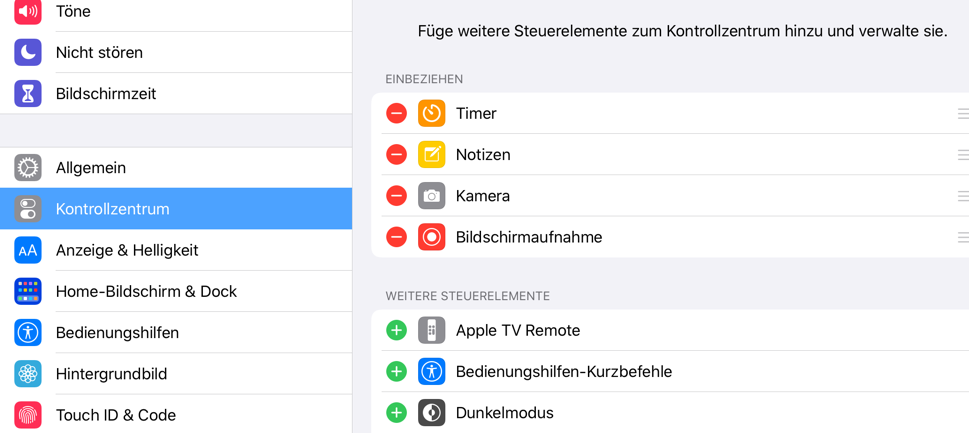 Töne
Nicht stören
Bildschirmzeit
Allgemein
Kontrollzentrum
AA Anzeige & Helligkeit
Home-Bildschirm & Dock
Bedienungshilfen
Hintergrundbild
Touch ID & Code
Füge weitere Steuerelemente zum Kontrollzentrum hinzu und verwalte sie.
EINBEZIEHEN
Timer
Notizen
Kamera
Bildschirmaufnahme
WEITERE STEUERELEMENTE
Apple TV Remote
Bedienungshilfen-Kurzbefehle
Dunkelmodus